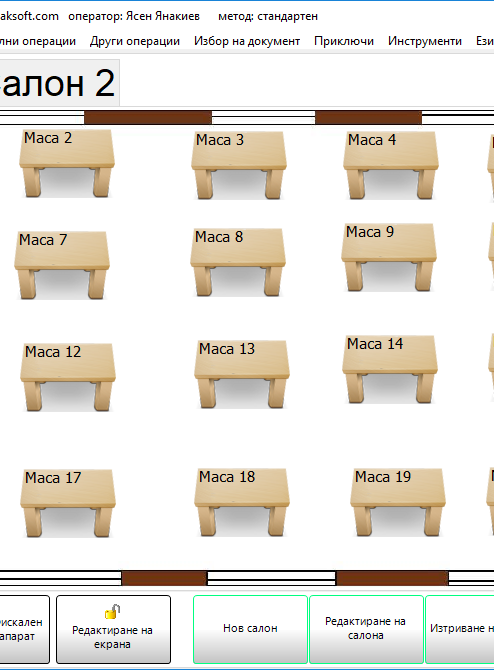 aksoft.com оператор: Ясен Янакиев метод: стандартен
лни операции Други операции Избор на документ Приключи Инструменти Ези
алон 2
Маса 2 Маса 3 Маса 4
Маса 7 Маса 8 Маса 9
Маса 12 Маса 13 Маса 14
Маса 17 Маса 18 Маса 19
искален
апарат
Редактиране на
екрана
Нов салон
Редактиране на
салона
Изтриване н